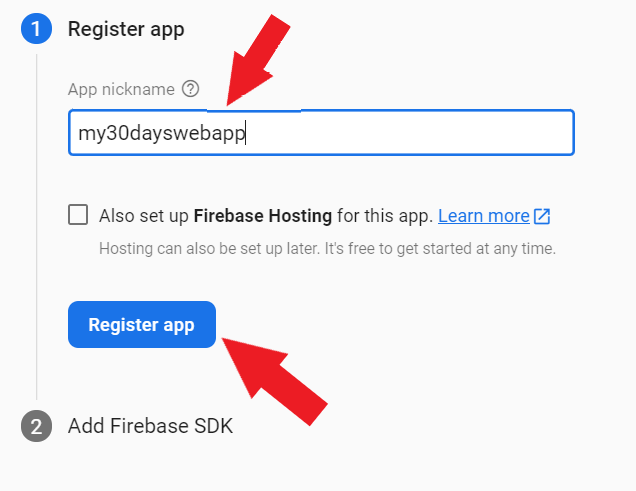 1 Register app
App nickname ?
my30dayswebapp
Also set up Firebase Hosting for this app. Learn more
Hosting can also be set up later. It's free to get started at any time.
Register app
2 Add Firebase SDK